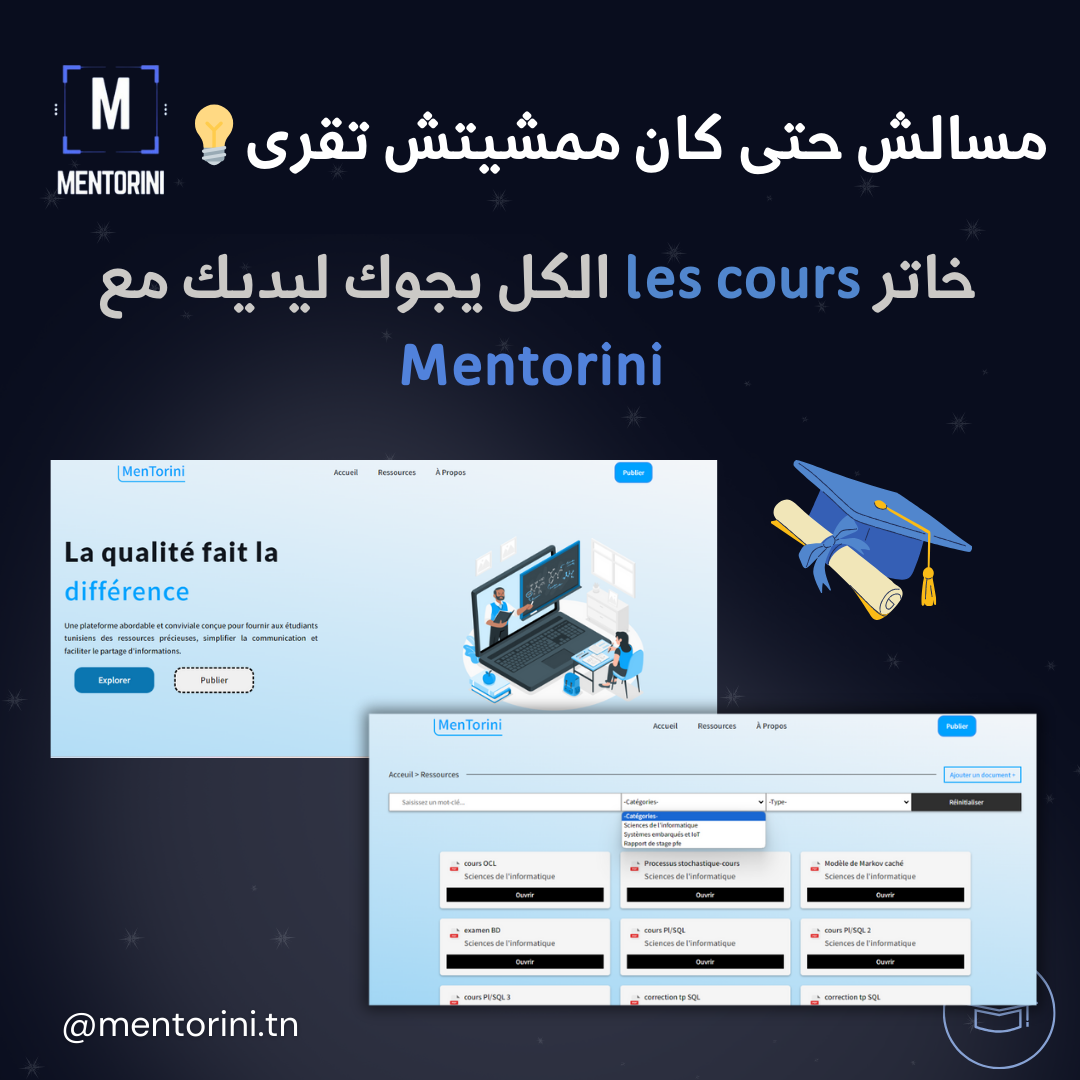 M
MENTORINI
مسالش حتى كان ممشيتش تقرى
خاتر les cours الكل يجوك ليديك مع
Mentorini
MenTorini
Accueil
Ressources
À Propos
Publier
La qualité fait la
différence
Une plateforme abordable et conviviale conçue pour fournir aux étudiants
tunisiens des ressources précieuses, simplifier la communication et
faciliter le partage d'informations.
Explorer
Publier
MenTorini
Accueil
Ressources
À Propos
Publier
Acceuil > Ressources
Ajouter un document +
Saisissez un mot-clé...
-Catégories-
-Type-
Réinitialiser
-Catégories-
Sciences de l'informatique
Systèmes embarqués et IoT
Rapport de stage pfe
cours OCL
Sciences de l'informatique
Ouvrir
Processus stochastique-cours
Sciences de l'informatique
Ouvrir
Modèle de Markov caché
Sciences de l'informatique
Ouvrir
examen BD
Sciences de l'informatique
Ouvrir
cours Pl/SQL
Sciences de l'informatique
Ouvrir
cours Pl/SQL 2
Sciences de l'informatique
Ouvrir
cours Pl/SQL 3
correction tp SQL
correction tp SQL
@mentorini.tn